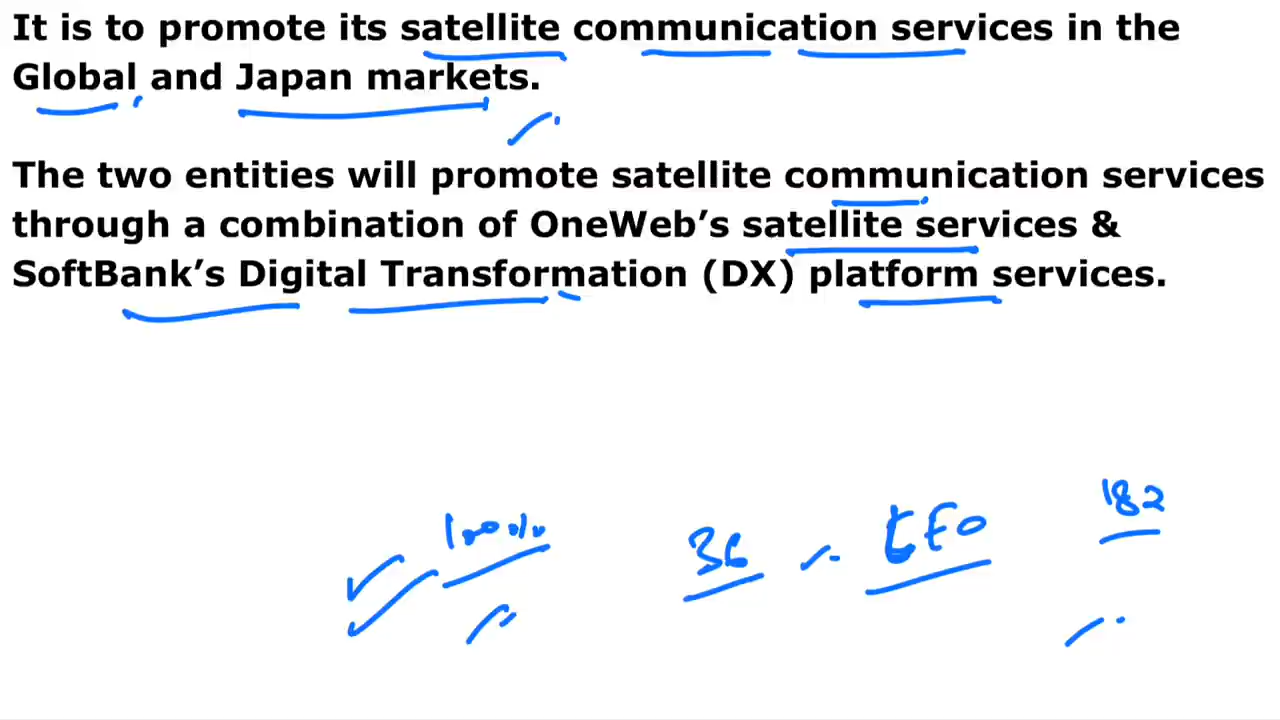 It is to promote its satellite communication services in the
Global and Japan markets.
The two entities will promote satellite communication services
through a combination of OneWeb’s satellite services &
SoftBank’s Digital Transformation (DX) platform services.
100% 36 182